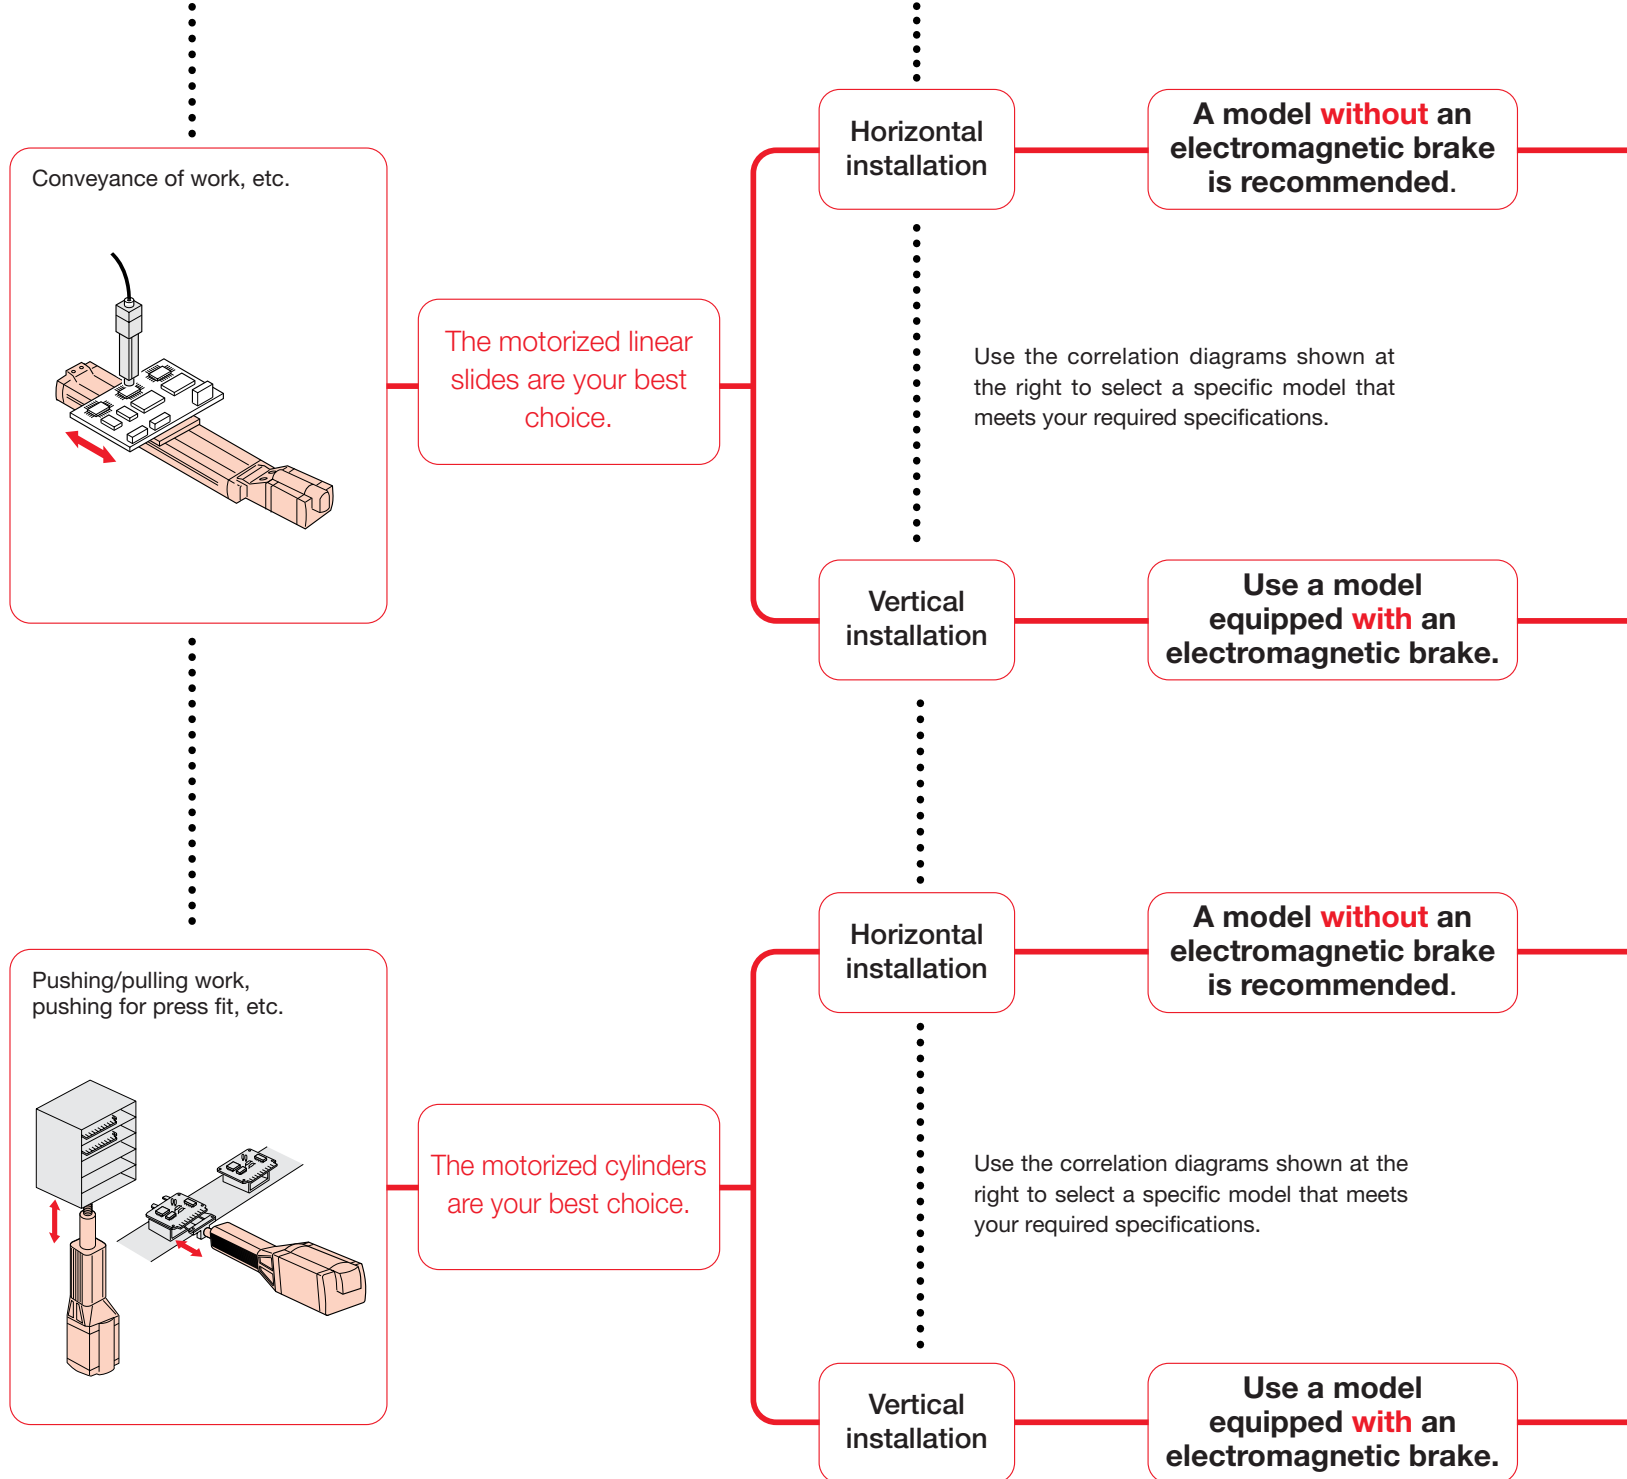 Conveyance of work, etc.
The motorized linear
slides are your best
choice.
Horizontal
installation
A model without an
electromagnetic brake
is recommended.
Use the correlation diagrams shown at
the right to select a specific model that
meets your required specifications.
Vertical
installation
Use a model
equipped with an
electromagnetic brake.
Pushing/pulling work,
pushing for press fit, etc.
The motorized cylinders
are your best choice.
Horizontal
installation
A model without an
electromagnetic brake
is recommended.
Use the correlation diagrams shown at the
right to select a specific model that meets
your required specifications.
Vertical
installation
Use a model
equipped with an
electromagnetic brake.